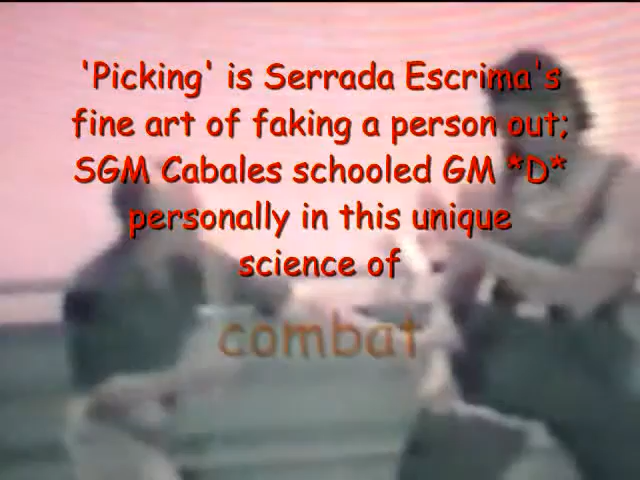 'Picking' is Serrada Escrima's
fine art of faking a person out;
SGM Cabales schooled GM *D*
personally in this unique
science of
combat